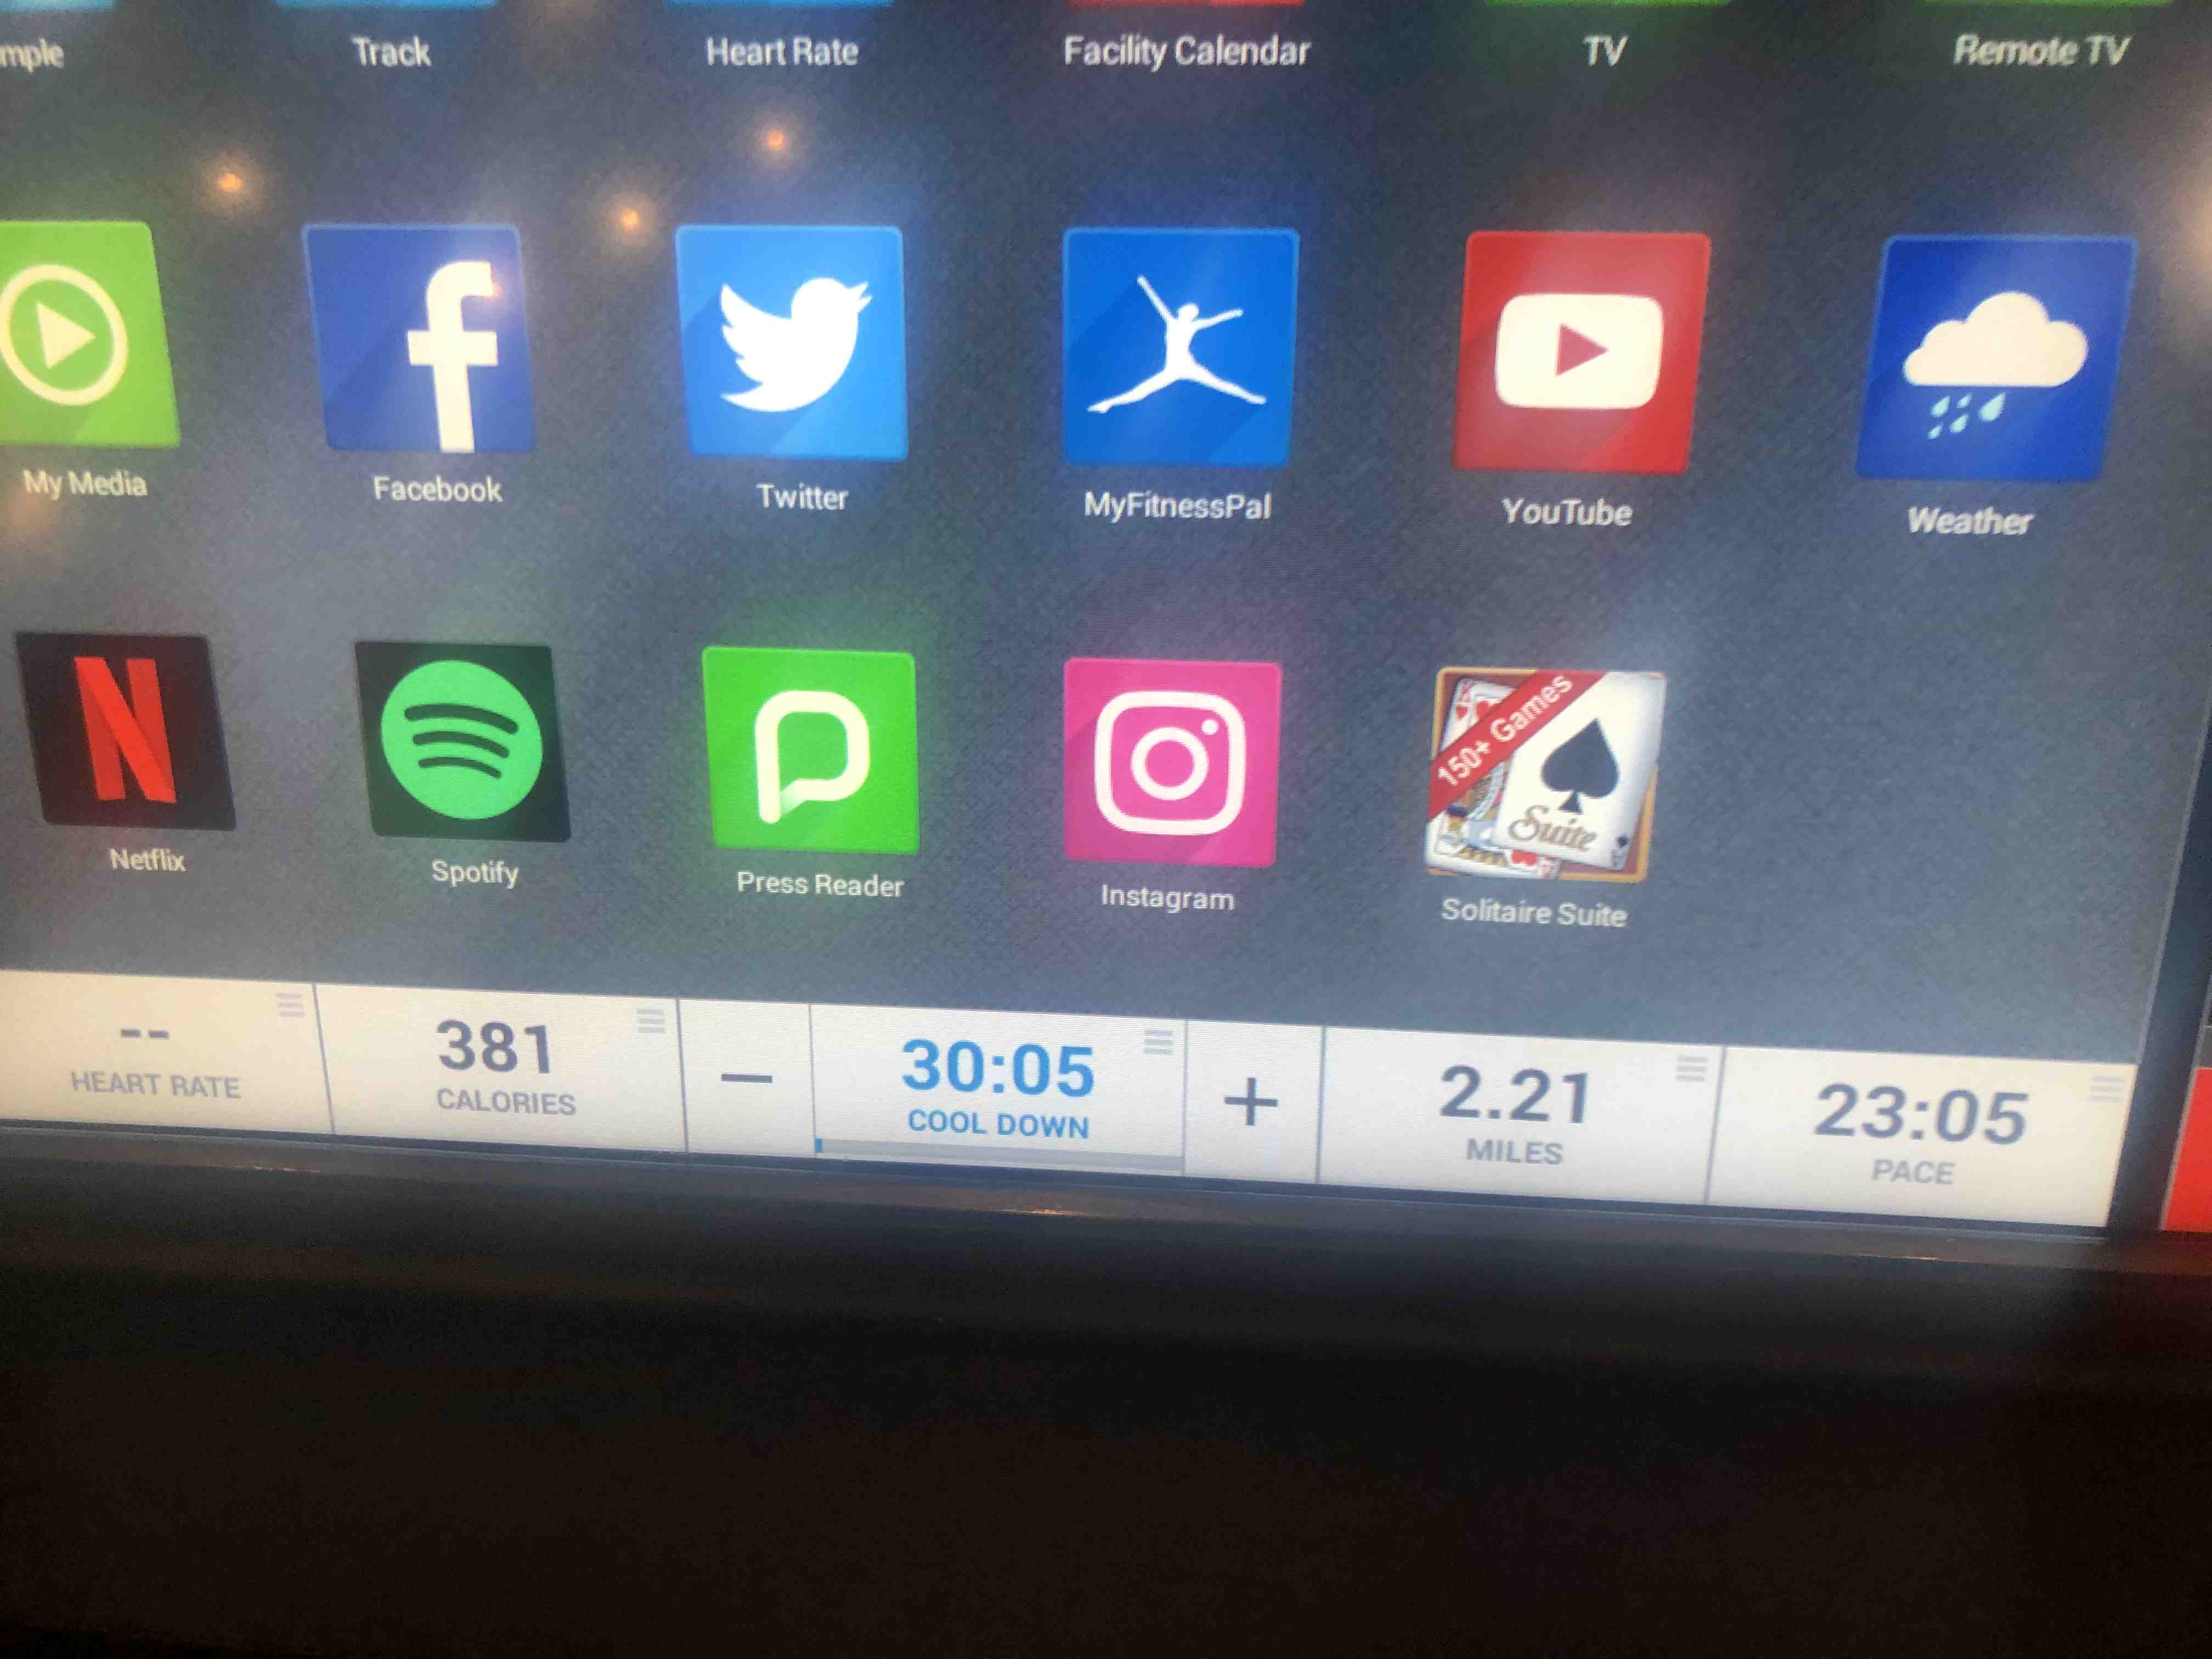 mple
Track
Heart Rate
Facility Calendar
TV
Remote TV
My Media
Facebook
Twitter
MyFitnessPal
YouTube
Weather
150+ Games
Suite
Netflix
Spotify
Press Reader
Instagram
Solitaire Suite
--
HEART RATE
381
CALORIES
−
30:05
COOL DOWN
+
2.21
MILES
23:05
PACE